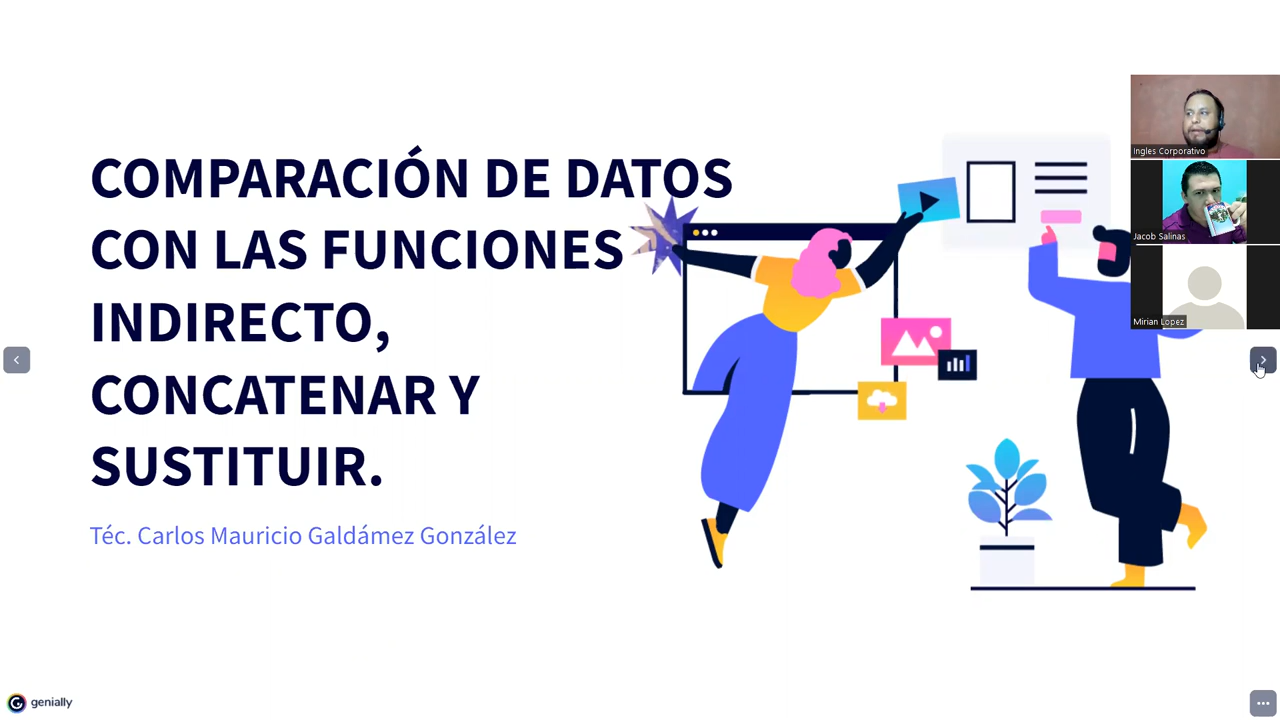 COMPARACIÓN DE DATOS
CON LAS FUNCIONES
INDIRECTO,
CONCATENAR Y
SUSTITUIR.
Téc. Carlos Mauricio Galdámez González
Ingles Corporativo
Jacob Salinas
Mirian Lopez
genially